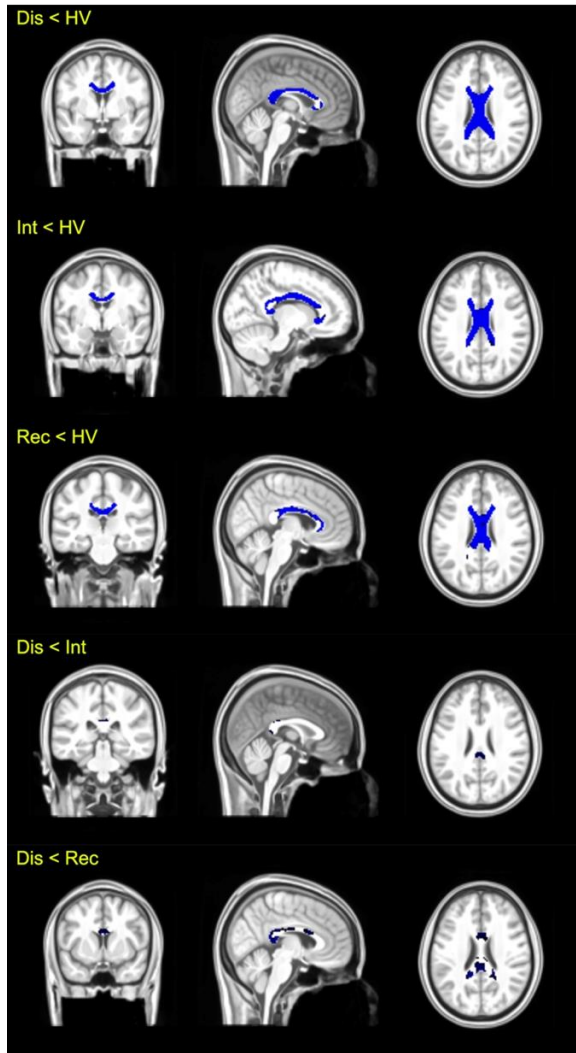 Dis < HV
Int < HV
Rec < HV
Dis < Int
Dis < Rec